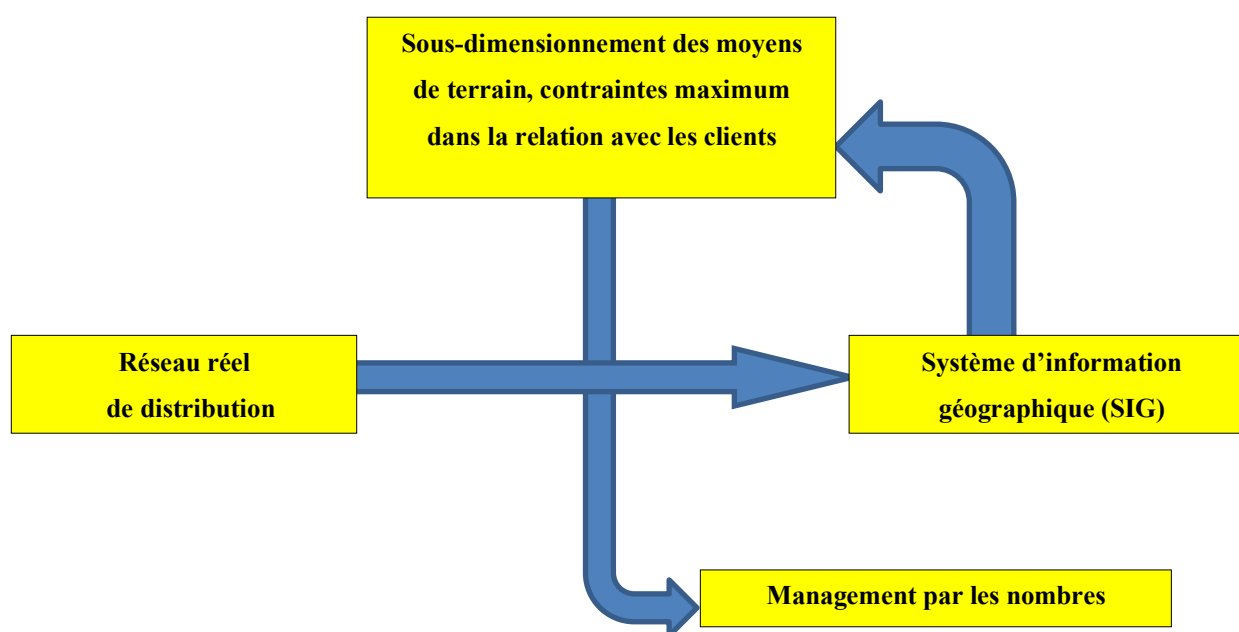 Sous-dimensionnement des moyens
de terrain, contraintes maximum
dans la relation avec les clients
Réseau réel
de distribution
Système d’information
géographique (SIG)
Management par les nombres